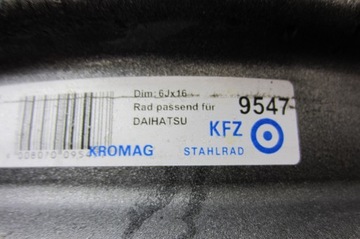 Dim: 6Jx16
Rad passend für
DAIHATSU
9547
KFZ
KROMAG
STAHLRAD